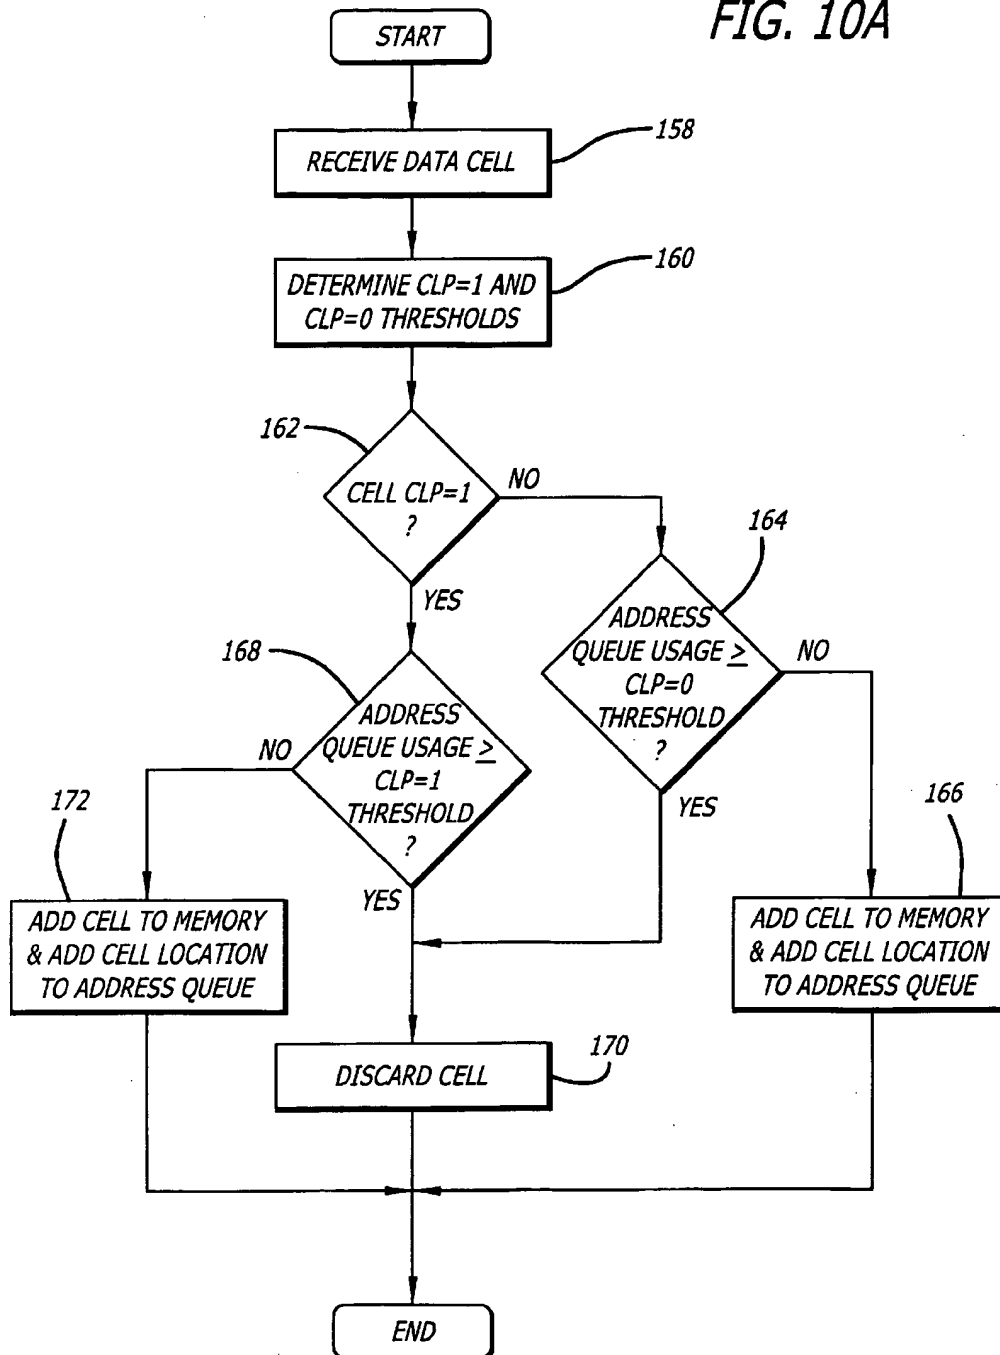 FIG. 10A
START
158
RECEIVE DATA CELL
160
DETERMINE CLP=1 AND
CLP=0 THRESHOLDS
162
CELL CLP=1
?
NO
YES
164
ADDRESS
QUEUE USAGE ≥
CLP=0
THRESHOLD
?
NO
YES
168
ADDRESS
QUEUE USAGE ≥
CLP=1
THRESHOLD
?
NO
YES
172
ADD CELL TO MEMORY
& ADD CELL LOCATION
TO ADDRESS QUEUE
166
ADD CELL TO MEMORY
& ADD CELL LOCATION
TO ADDRESS QUEUE
170
DISCARD CELL
END